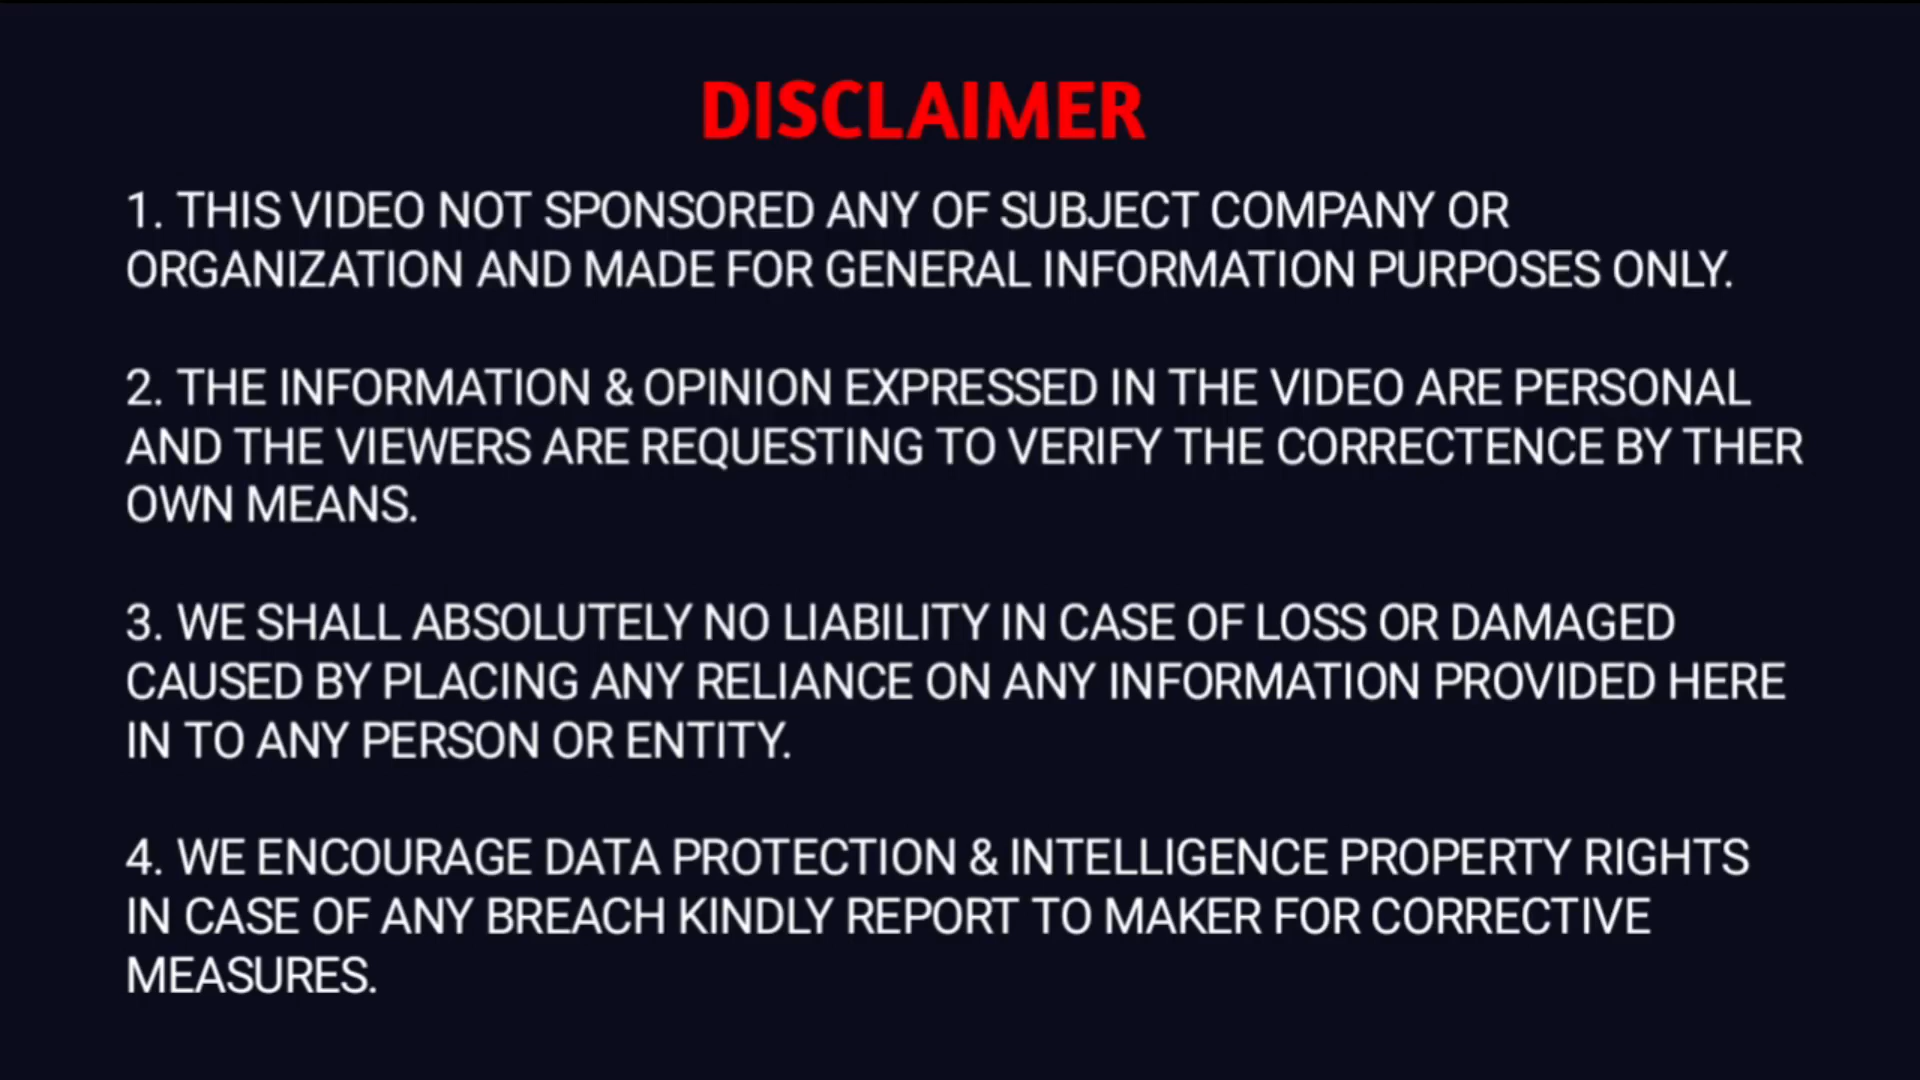 DISCLAIMER
1. THIS VIDEO NOT SPONSORED ANY OF SUBJECT COMPANY OR
ORGANIZATION AND MADE FOR GENERAL INFORMATION PURPOSES ONLY.
2. THE INFORMATION & OPINION EXPRESSED IN THE VIDEO ARE PERSONAL
AND THE VIEWERS ARE REQUESTING TO VERIFY THE CORRECTENCE BY THER
OWN MEANS.
3. WE SHALL ABSOLUTELY NO LIABILITY IN CASE OF LOSS OR DAMAGED
CAUSED BY PLACING ANY RELIANCE ON ANY INFORMATION PROVIDED HERE
IN TO ANY PERSON OR ENTITY.
4. WE ENCOURAGE DATA PROTECTION & INTELLIGENCE PROPERTY RIGHTS
IN CASE OF ANY BREACH KINDLY REPORT TO MAKER FOR CORRECTIVE
MEASURES.